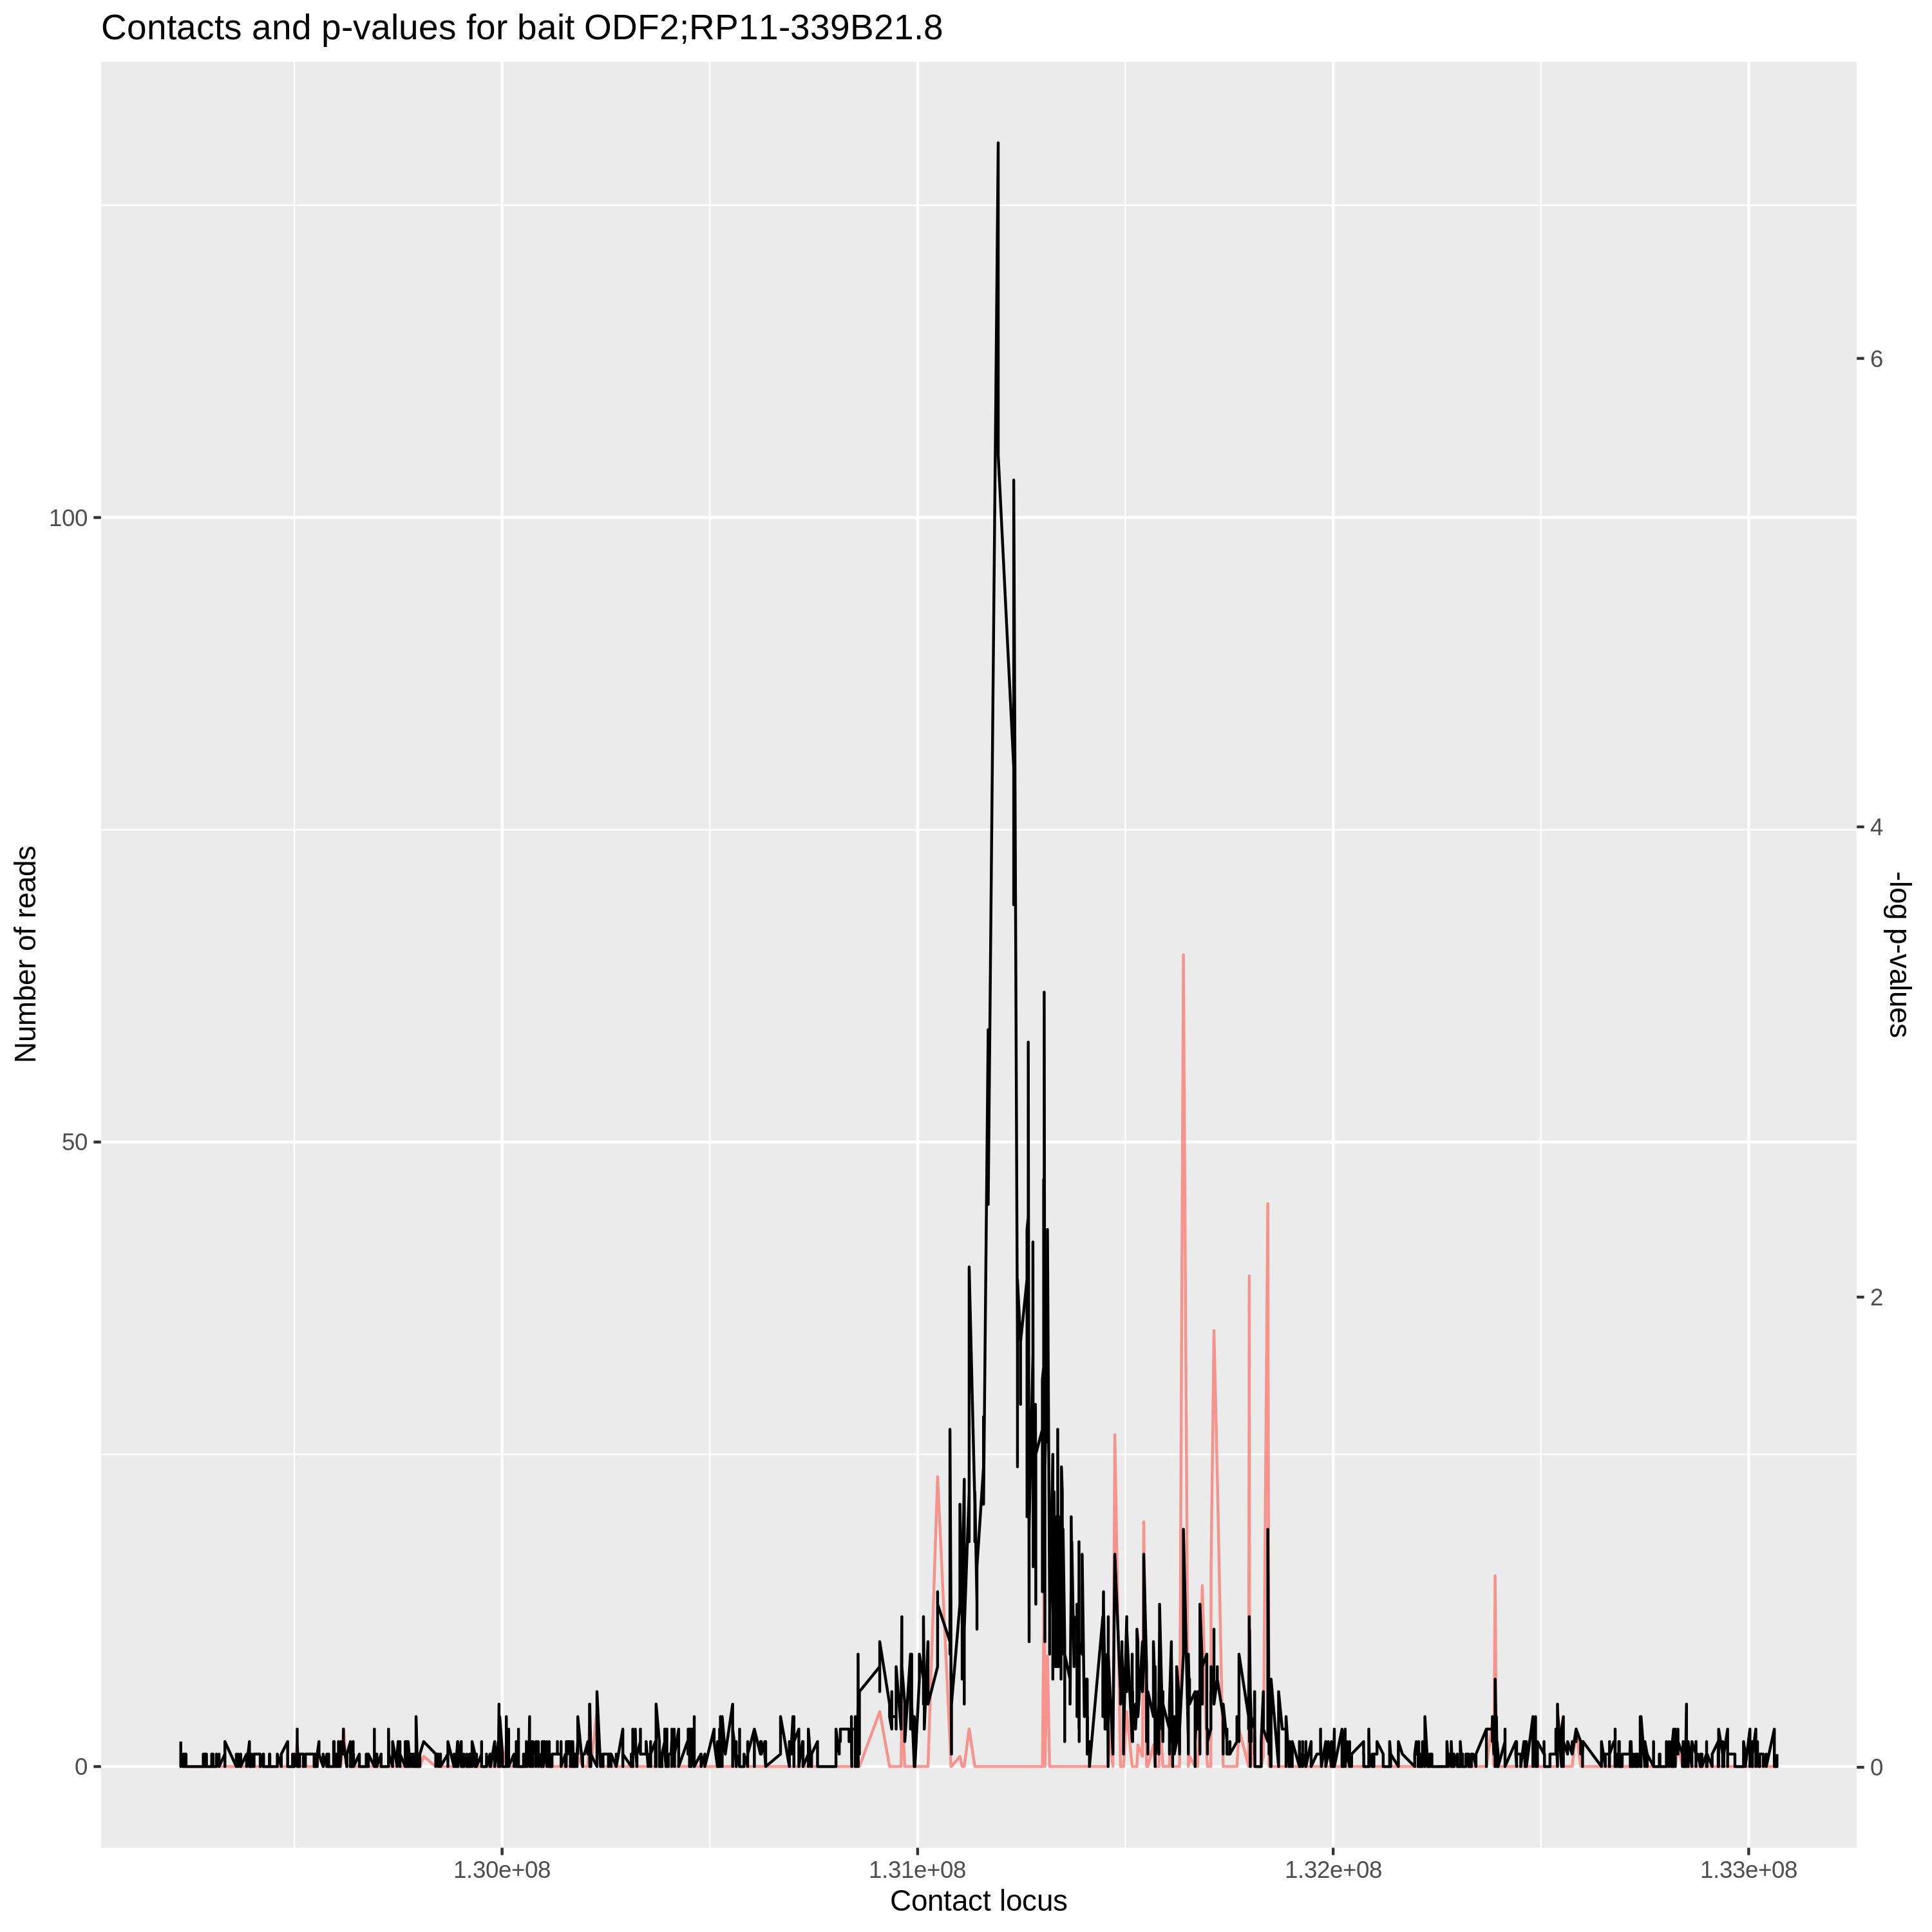 Contacts and p-values for bait ODF2;RP11-339B21.8
Number of reads
100
50
0
-log p-values
6
4
2
0
1.30e+08
1.31e+08
1.32e+08
1.33e+08
Contact locus